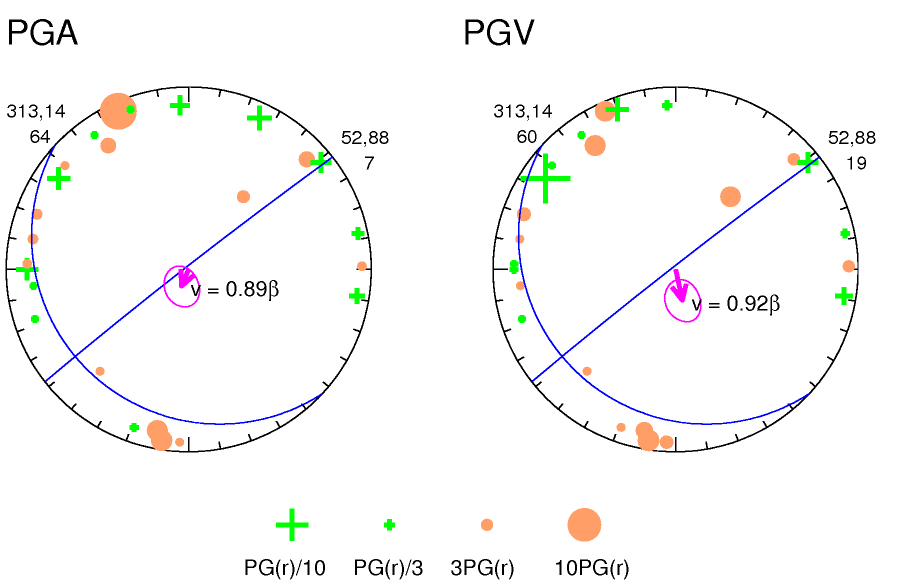 PGA
PGV
313,14
64
52,88
7
v = 0.89β
313,14
60
52,88
19
v = 0.92β
PG(r)/10 PG(r)/3 3PG(r) 10PG(r)